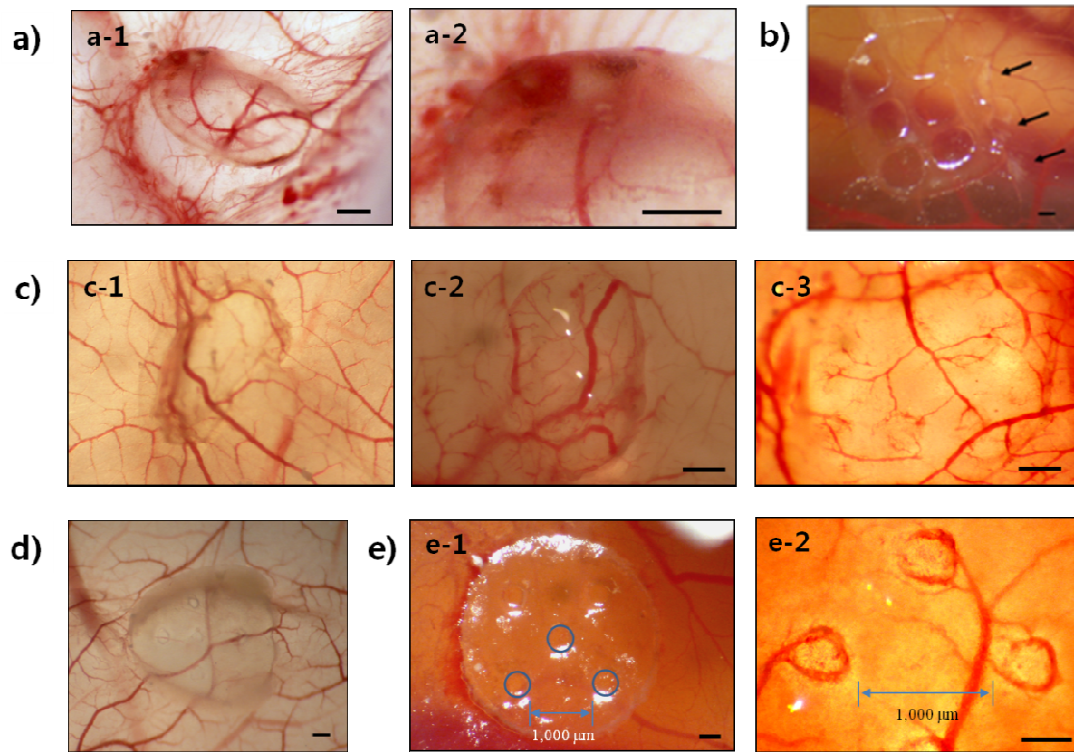 a)
a-1
a-2
b)
c)
c-1
c-2
c-3
d)
e)
e-1
e-2
1,000 μm
1.000 μm